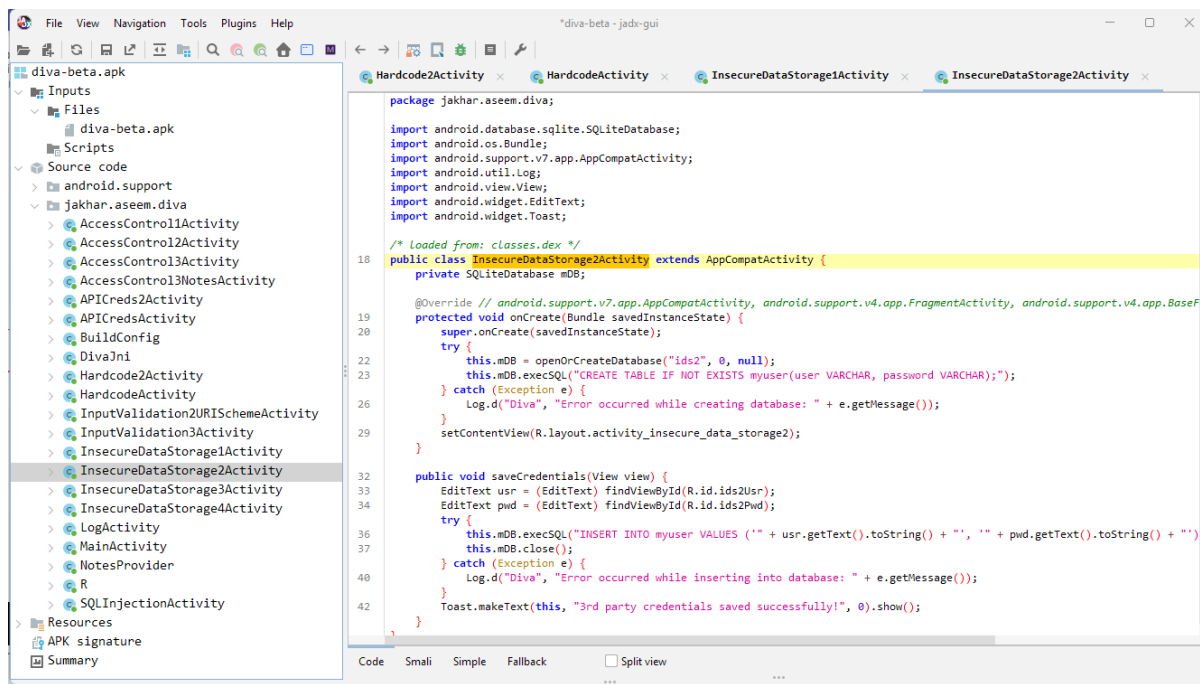 File View Navigation Tools Plugins Help
*diva-beta - jadx-gui
diva-beta.apk
Inputs
Files
diva-beta.apk
Scripts
Source code
android.support
jakhar.aseem.diva
AccessControl1Activity
AccessControl2Activity
AccessControl3Activity
AccessControl3NotesActivity
APICreds2Activity
APICredsActivity
BuildConfig
DivaJni
Hardcode2Activity
HardcodeActivity
InputValidation2URISchemeActivity
InputValidation3Activity
InsecureDataStorage1Activity
InsecureDataStorage2Activity
InsecureDataStorage3Activity
InsecureDataStorage4Activity
LogActivity
MainActivity
NotesProvider
R
SQLInjectionActivity
Resources
APK signature
Summary
Hardcode2Activity HardcodeActivity InsecureDataStorage1Activity InsecureDataStorage2Activity
package jakhar.aseem.diva;
import android.database.sqlite.SQLiteDatabase;
import android.os.Bundle;
import android.support.v7.app.AppCompatActivity;
import android.util.Log;
import android.view.View;
import android.widget.EditText;
import android.widget.Toast;
/* loaded from: classes.dex */
18 public class InsecureDataStorage2Activity extends AppCompatActivity {
private SQLiteDatabase mDB;
@Override // android.support.v7.app.AppCompatActivity, android.support.v4.app.FragmentActivity, android.support.v4.app.BaseF
19 protected void onCreate(Bundle savedInstanceState) {
20 super.onCreate(savedInstanceState);
try {
22 this.mDB = openOrCreateDatabase("ids2", 0, null);
23 this.mDB.execSQL("CREATE TABLE IF NOT EXISTS myuser(user VARCHAR, password VARCHAR);");
} catch (Exception e) {
26 Log.d("Diva", "Error occurred while creating database: " + e.getMessage());
}
29 setContentView(R.layout.activity_insecure_data_storage2);
}
32 public void saveCredentials(View view) {
33 EditText usr = (EditText) findViewById(R.id.ids2Usr);
34 EditText pwd = (EditText) findViewById(R.id.ids2Pwd);
try {
36 this.mDB.execSQL("INSERT INTO myuser VALUES ('" + usr.getText().toString() + "', '" + pwd.getText().toString() + "')
37 this.mDB.close();
} catch (Exception e) {
40 Log.d("Diva", "Error occurred while inserting into database: " + e.getMessage());
}
42 Toast.makeText(this, "3rd party credentials saved successfully!", 0).show();
}
Code Smali Simple Fallback Split view